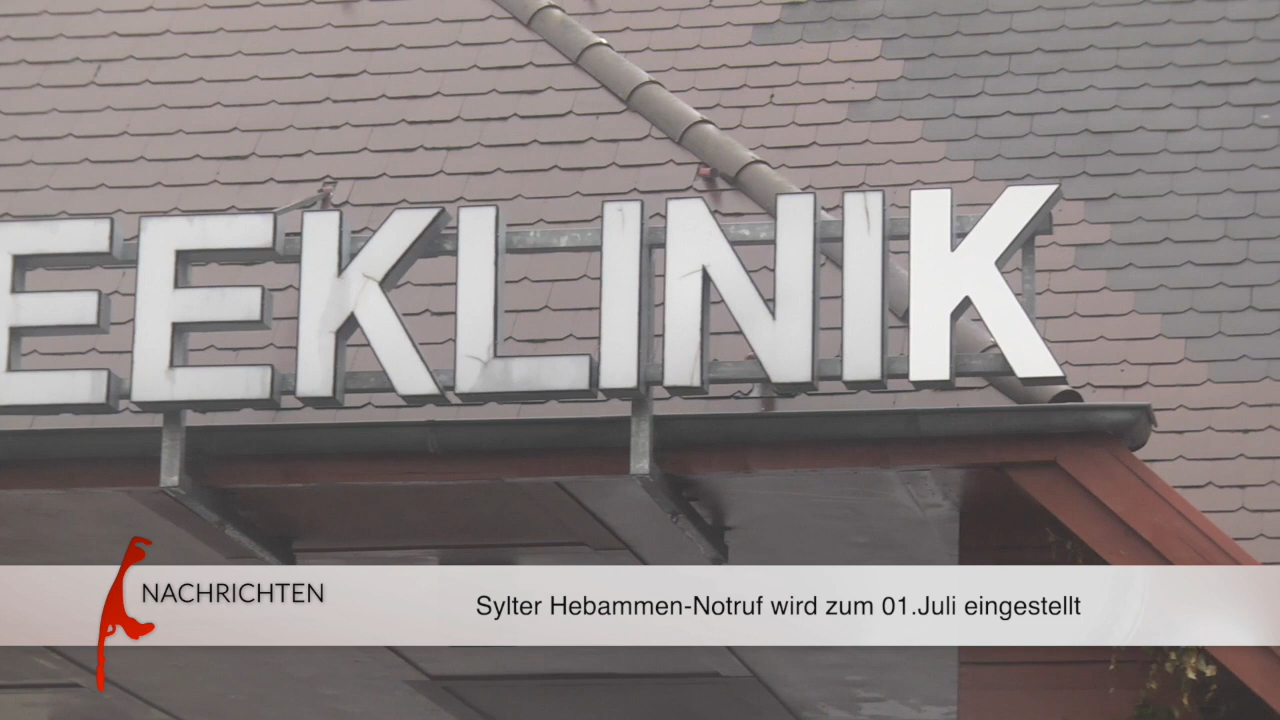 EEKLINIK
NACHRICHTEN
Sylter Hebammen-Notruf wird zum 01.Juli eingestellt